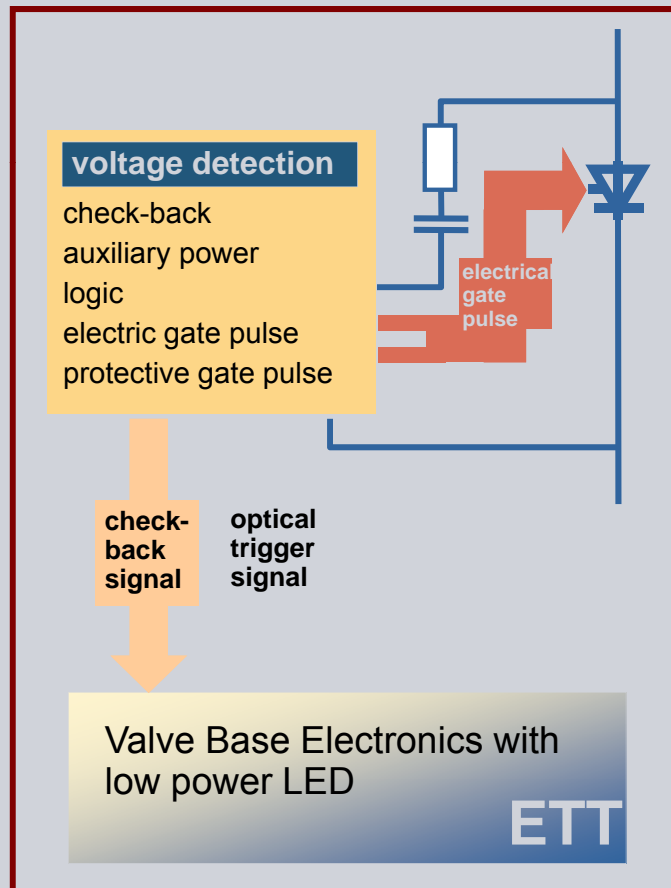 voltage detection
check-back
auxiliary power
logic
electric gate pulse
protective gate pulse
electrical
gate
pulse
check-
back
signal
optical
trigger
signal
Valve Base Electronics with
low power LED
ETT